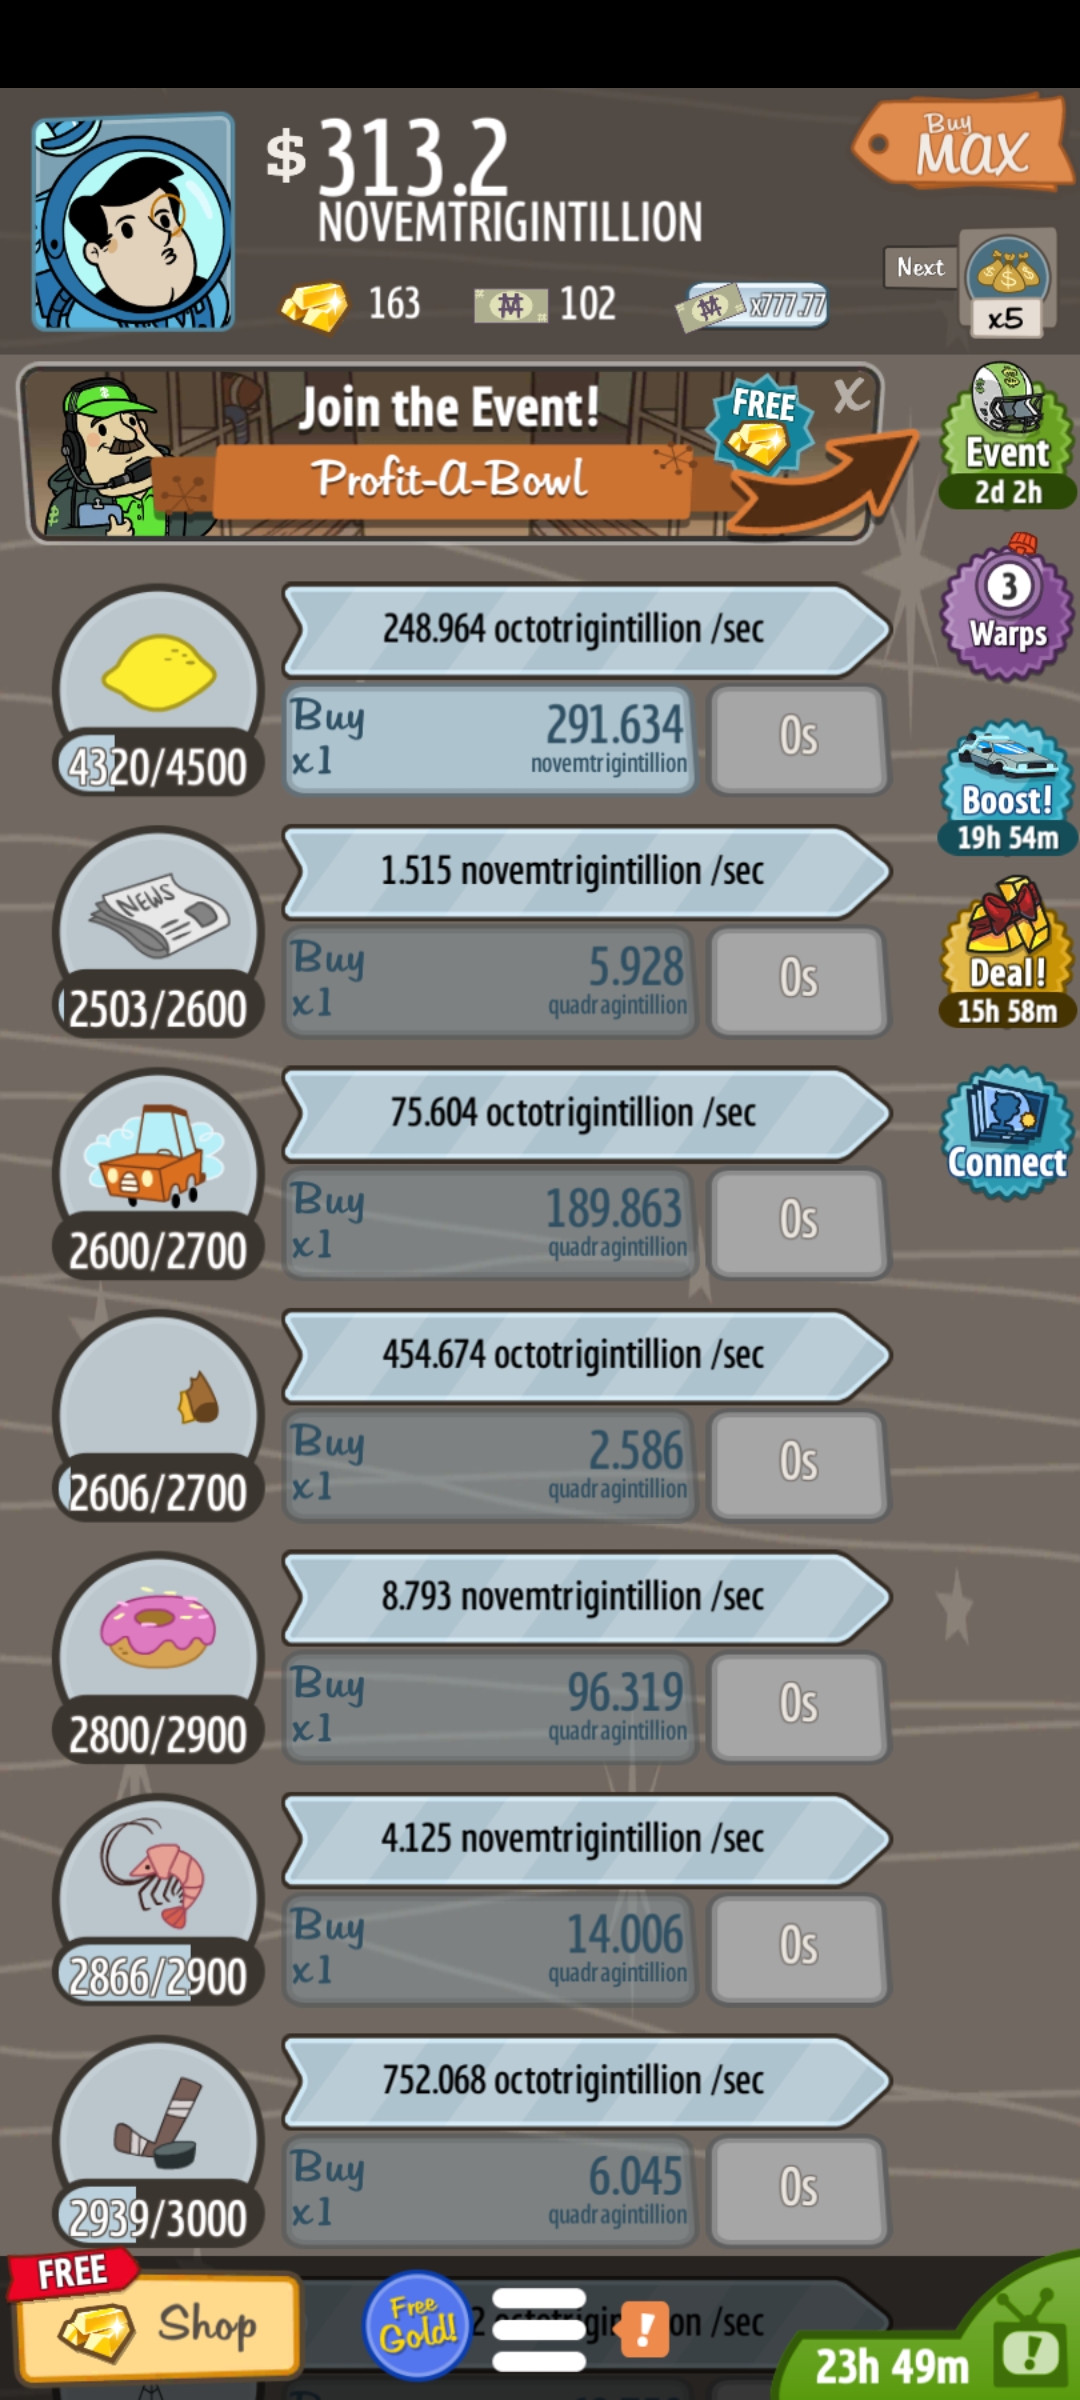 $ 313.2
NOVEMTRIGINTILLION
Buy
MAX
163
102
x777.77
Next
x5
Join the Event!
Profit-A-Bowl
FREE
X
Event
2d 2h
248.964 octotrigintillion /sec
Buy
x1
291.634
novemtrigintillion
0s
4320/4500
3
Warps
Boost!
19h 54m
1.515 novemtrigintillion /sec
NEWS
Buy
x1
5.928
quadragintillion
0s
2503/2600
Deal!
15h 58m
75.604 octotrigintillion /sec
Buy
x1
189.863
quadragintillion
0s
2600/2700
Connect
454.674 octotrigintillion /sec
Buy
x1
2.586
quadragintillion
0s
2606/2700
8.793 novemtrigintillion /sec
Buy
x1
96.319
quadragintillion
0s
2800/2900
4.125 novemtrigintillion /sec
Buy
x1
14.006
quadragintillion
0s
2866/2900
752.068 octotrigintillion /sec
Buy
x1
6.045
quadragintillion
0s
2939/3000
FREE
Shop
Free
Gold!
!
on /sec
23h 49m
!